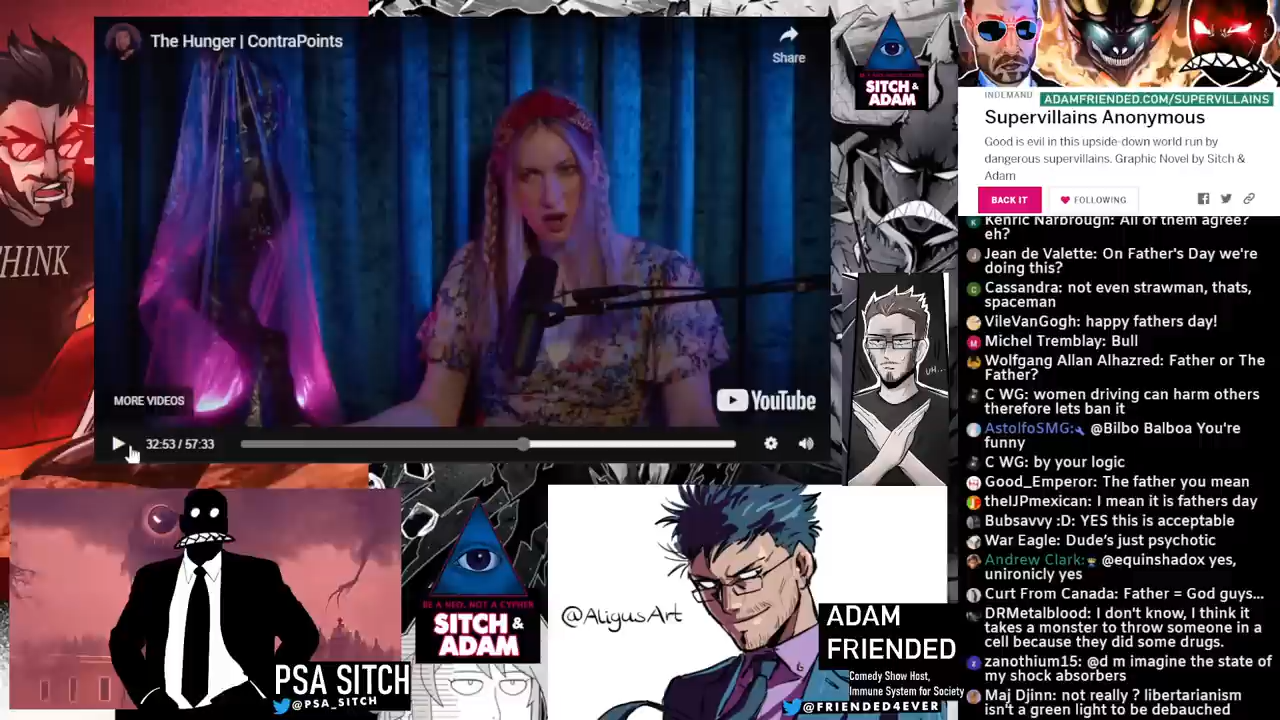 The Hunger | ContraPoints
Share
MORE VIDEOS
YouTube
32:53 / 57:33
THINK
SITCH &
ADAM
UH...
INDEMAND
ADAMFRIENDED.COM/SUPERVILLAINS
Supervillains Anonymous
Good is evil in this upside-down world run by
dangerous supervillains. Graphic Novel by Sitch &
Adam
BACK IT
FOLLOWING
Kenric Narbrough: All of them agree?
eh?
Jean de Valette: On Father's Day we're
doing this?
Cassandra: not even strawman, thats,
spaceman
VileVanGogh: happy fathers day!
Michel Tremblay: Bull
Wolfgang Allan Alhazred: Father or The
Father?
C WG: women driving can harm others
therefore lets ban it
AstolfoSMG: @Bilbo Balboa You're
funny
C WG: by your logic
Good_Emperor: The father you mean
theIJPmexican: I mean it is fathers day
Bubsavvy :D: YES this is acceptable
War Eagle: Dude's just psychotic
Andrew Clark: @equinshadox yes,
unironicly yes
Curt From Canada: Father = God guys...
DRMetalblood: I don't know, I think it
takes a monster to throw someone in a
cell because they did some drugs.
zanothium15: @d m imagine the state of
my shock absorbers
Maj Djinn: not really ? libertarianism
isn't a green light to be debauched
PSA SITCH
@PSA_SITCH
BE A NEO, NOT A CYPHER
SITCH &
ADAM
@AligusArt
ADAM
FRIENDED
Comedy Show Host,
Immune System for Society
@FRIENDED4EVER